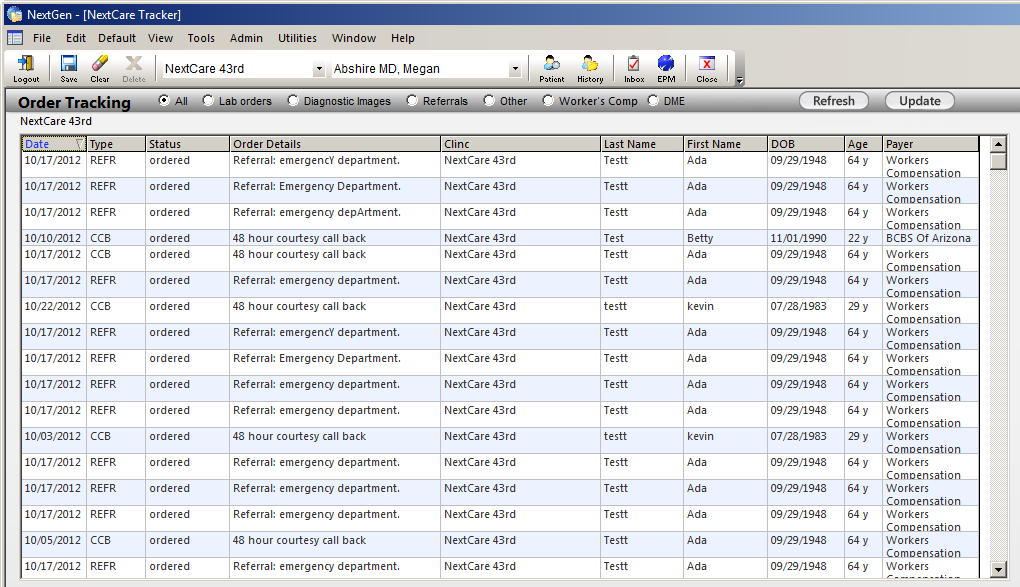 NextGen - [NextCare Tracker]
File Edit Default View Tools Admin Utilities Window Help
Logout Save Clear Delete NextCare 43rd Abshire MD, Megan Patient History Inbox EPM Close
Order Tracking All Lab orders Diagnostic Images Referrals Other Worker's Comp DME Refresh Update
NextCare 43rd
Date Type Status Order Details Clinc Last Name First Name DOB Age Payer
10/17/2012 REFR ordered Referral: emergencY department. NextCare 43rd Testt Ada 09/29/1948 64 y Workers
Compensation
10/17/2012 REFR ordered Referral: Emergency Department. NextCare 43rd Testt Ada 09/29/1948 64 y Workers
Compensation
10/17/2012 REFR ordered Referral: emergency depArtment. NextCare 43rd Testt Ada 09/29/1948 64 y Workers
Compensation
10/10/2012 CCB ordered 48 hour courtesy call back NextCare 43rd Test Betty 11/01/1990 22 y BCBS Of Arizona
10/17/2012 CCB ordered 48 hour courtesy call back NextCare 43rd Testt Ada 09/29/1948 64 y Workers
Compensation
10/17/2012 REFR ordered Referral: emergency department. NextCare 43rd Testt Ada 09/29/1948 64 y Workers
Compensation
10/22/2012 CCB ordered 48 hour courtesy call back NextCare 43rd testt kevin 07/28/1983 29 y Workers
Compensation
10/17/2012 REFR ordered Referral: emergencY department. NextCare 43rd Testt Ada 09/29/1948 64 y Workers
Compensation
10/17/2012 REFR ordered Referral: Emergency Department. NextCare 43rd Testt Ada 09/29/1948 64 y Workers
Compensation
10/17/2012 REFR ordered Referral: emergency department. NextCare 43rd Testt Ada 09/29/1948 64 y Workers
Compensation
10/17/2012 REFR ordered Referral: emergency department. NextCare 43rd Testt Ada 09/29/1948 64 y Workers
Compensation
10/03/2012 CCB ordered 48 hour courtesy call back NextCare 43rd testt kevin 07/28/1983 29 y Workers
Compensation
10/17/2012 REFR ordered Referral: emergency department. NextCare 43rd Testt Ada 09/29/1948 64 y Workers
Compensation
10/17/2012 REFR ordered Referral: emergency department. NextCare 43rd Testt Ada 09/29/1948 64 y Workers
Compensation
10/17/2012 REFR ordered Referral: emergency department. NextCare 43rd Testt Ada 09/29/1948 64 y Workers
Compensation
10/05/2012 CCB ordered 48 hour courtesy call back NextCare 43rd Testt Ada 09/29/1948 64 y Workers
Compensation
10/17/2012 REFR ordered Referral: emergency department. NextCare 43rd Testt Ada 09/29/1948 64 y Workers